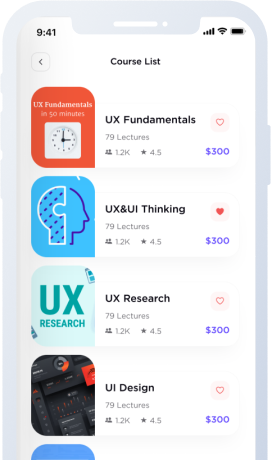 9:41
Course List
UX Fundamentals
in 50 minutes
UX Fundamentals
79 Lectures
1.2K ★ 4.5
$300
UX&UI Thinking
79 Lectures
1.2K ★ 4.5
$300
UX
RESEARCH
UX Research
79 Lectures
1.2K ★ 4.5
$300
UI Design
79 Lectures
1.2K ★ 4.5
$300